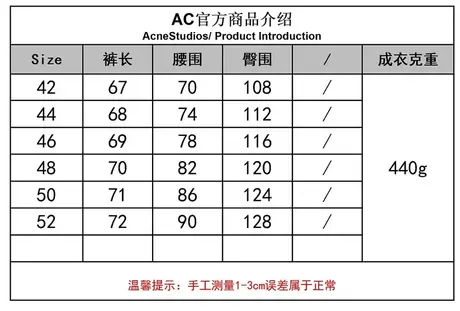 AC官方商品介绍
AcneStudios/ Product Introduction
Size 裤长 腰围 臀围 / 成衣克重
42 67 70 108 /
44 68 74 112 /
46 69 78 116 /
48 70 82 120 / 440g
50 71 86 124 /
52 72 90 128 /
温馨提示：手工测量1-3cm误差属于正常